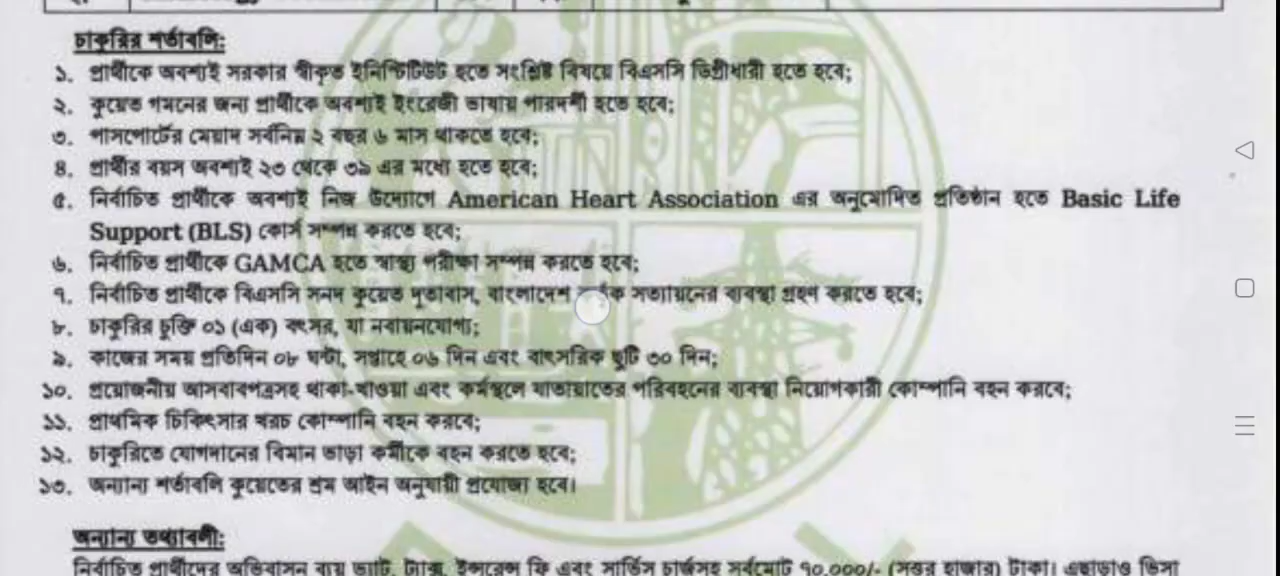 চাকুরির শর্তাবলি:
১. প্রার্থীকে অবশ্যই সরকার স্বীকৃত ইনিস্টিটিউট হতে সংশ্লিষ্ট বিষয়ে বিএসসি ডিগ্রীধারী হতে হবে;
২. কুয়েত গমনের জন্য প্রার্থীকে অবশ্যই ইংরেজী ভাষায় পারদর্শী হতে হবে;
৩. পাসপোর্টের মেয়াদ সর্বনিম্ন ২ বছর ৬ মাস থাকতে হবে;
৪. প্রার্থীর বয়স অবশ্যই ২৩ থেকে ৩৯ এর মধ্যে হতে হবে;
৫. নির্বাচিত প্রার্থীকে অবশ্যই নিজ উদ্যোগে American Heart Association এর অনুমোদিত প্রতিষ্ঠান হতে Basic Life
Support (BLS) কোর্স সম্পন্ন করতে হবে;
৬. নির্বাচিত প্রার্থীকে GAMCA হতে স্বাস্থ্য পরীক্ষা সম্পন্ন করতে হবে;
৭. নির্বাচিত প্রার্থীকে বিএসসি সনদ কুয়েত দূতাবাস, বাংলাদেশ সত্যায়নের ব্যবস্থা গ্রহণ করতে হবে;
৮. চাকুরির চুক্তি ০১ (এক) বৎসর, যা নবায়নযোগ্য;
৯. কাজের সময় প্রতিদিন ০৮ ঘন্টা, সপ্তাহে ০৬ দিন এবং বাৎসরিক ছুটি ৩০ দিন;
১০. প্রয়োজনীয় আসবাবপত্রসহ থাকা-খাওয়া এবং কর্মস্থলে যাতায়াতের পরিবহনের ব্যবস্থা নিয়োগকারী কোম্পানি বহন করবে;
১১. প্রাথমিক চিকিৎসার খরচ কোম্পানি বহন করবে;
১২. চাকুরিতে যোগদানের বিমান ভাড়া কর্মীকে বহন করতে হবে;
১৩. অন্যান্য শর্তাবলি কুয়েতের শ্রম আইন অনুযায়ী প্রযোজ্য হবে।
অন্যান্য তথ্যাবলী:
নির্বাচিত প্রার্থীদের অভিবাসন ব্যয় ভ্যাট, ট্যাক্স, ইন্সুরেন্স ফি এবং সার্ভিস চার্জসহ সর্বমোট ৭০,০০০/- (সত্তর হাজার) টাকা। এছাড়াও ভিসা